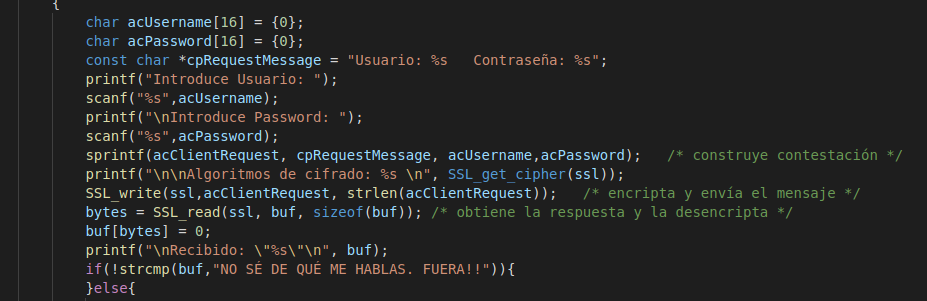 {
char acUsername[16] = {0};
char acPassword[16] = {0};
const char *cpRequestMessage = "Usuario: %s   Contraseña: %s";
printf("Introduce Usuario: ");
scanf("%s",acUsername);
printf("\nIntroduce Password: ");
scanf("%s",acPassword);
sprintf(acClientRequest, cpRequestMessage, acUsername,acPassword);   /* construye contestación */
printf("\n\nAlgoritmos de cifrado: %s \n", SSL_get_cipher(ssl));
SSL_write(ssl,acClientRequest, strlen(acClientRequest));   /* encripta y envía el mensaje */
bytes = SSL_read(ssl, buf, sizeof(buf)); /* obtiene la respuesta y la desencripta */
buf[bytes] = 0;
printf("\nRecibido: \"%s\"\n", buf);
if(!strcmp(buf,"NO SÉ DE QUÉ ME HABLAS. FUERA!!")){
}else{